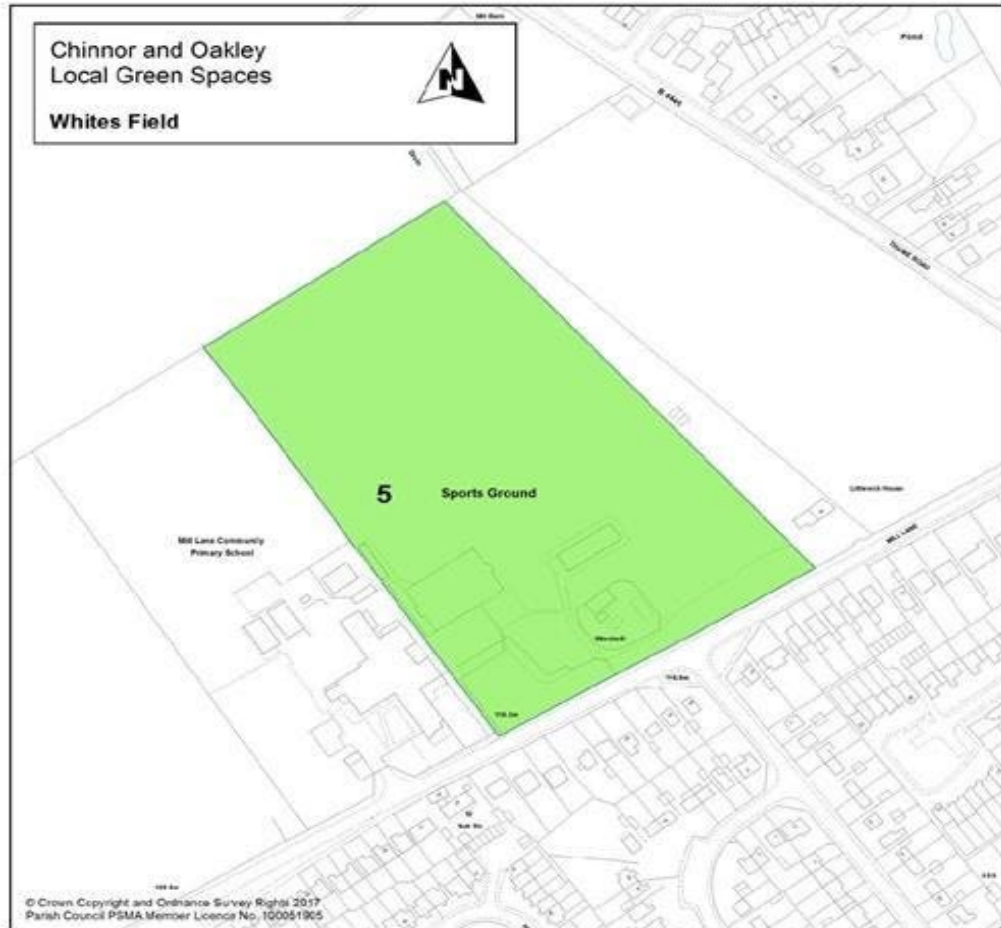 Chinnor and Oakley
Local Green Spaces
N
Whites Field
Pond
Drain
B 4445
Thame Road
5
Sports Ground
Mill Lane Community
Primary School
Littlewick House
MILL LANE
© Crown Copyright and Ordnance Survey Rights 2017
Parish Council PSMA Member Licence No. 100051905